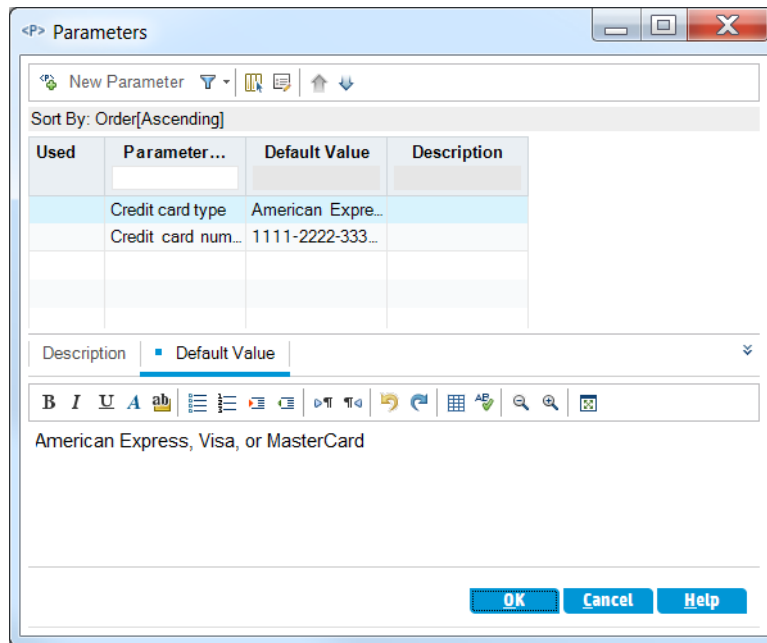 <P> Parameters
New Parameter
Sort By: Order[Ascending]
Used Parameter... Default Value Description
Credit card type American Expre...
Credit card num... 1111-2222-333...
Description Default Value
B I U A ab
American Express, Visa, or MasterCard
OK Cancel Help